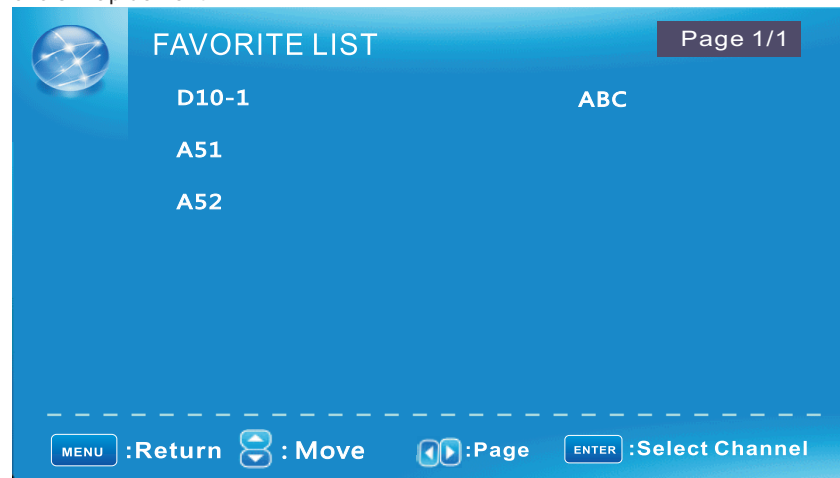 FAVORITE LIST Page 1/1
D10-1 ABC
A51
A52
MENU :Return : Move :Page ENTER :Select Channel